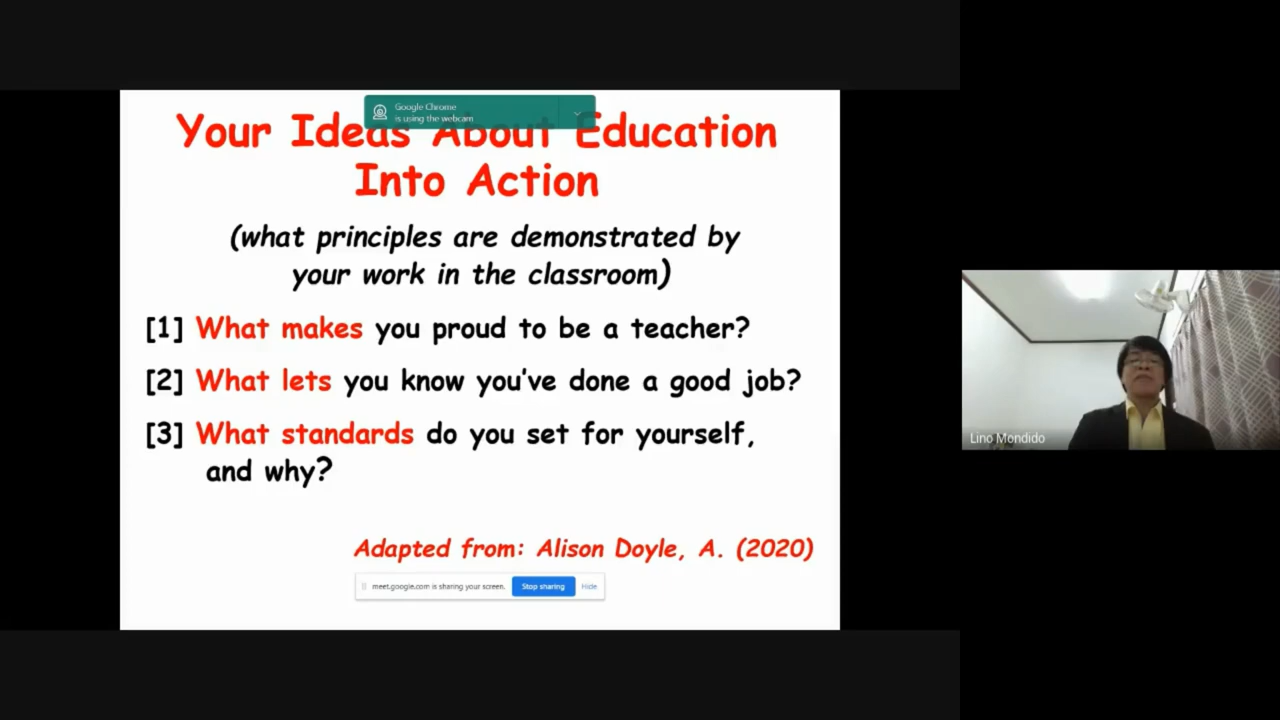 Google Chrome
is using the webcam
Your Ideas About Education
Into Action
(what principles are demonstrated by
your work in the classroom)
[1] What makes you proud to be a teacher?
[2] What lets you know you've done a good job?
[3] What standards do you set for yourself,
and why?
Adapted from: Alison Doyle, A. (2020)
meet.google.com is sharing your screen. Stop sharing Hide
Lino Mondido